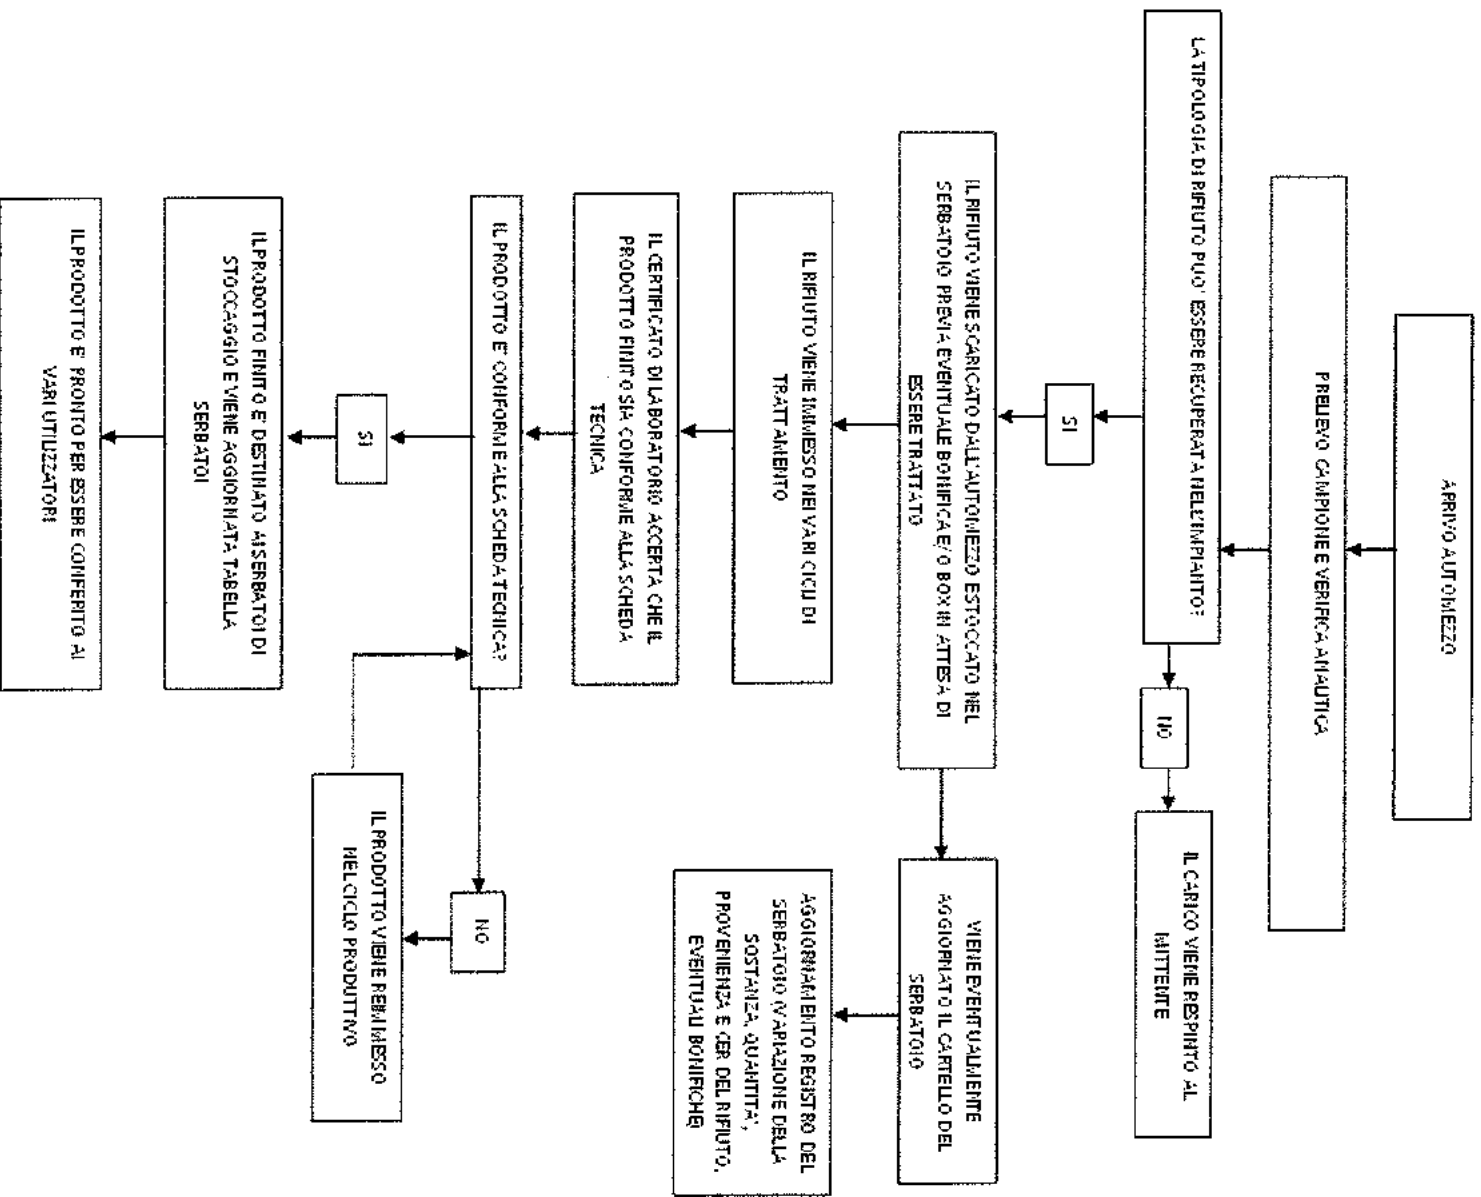 ARRIVO AUTOMEZZO
PRELIEVO CAMPIONE E VERIFICA ANALITICA
LA TIPOLOGIA DI RIFIUTO PUO' ESSERE RECUPERATA NELL'IMPIANTO?
NO
IL CARICO VIENE RESPINTO AL
MITTENTE
SI
IL RIFIUTO VIENE SCARICATO DALL'AUTOMEZZO E STOCCATO NEL
SERBATOIO PREVIA EVENTUALE BONIFICA E/O BOX IN ATTESA DI
ESSERE TRATTATO
VIENE EVENTUALMENTE
AGGIORNATO IL CARTELLO DEL
SERBATOIO
AGGIORNAMENTO REGISTRO DEL
SERBATOIO (VARIAZIONE DELLA
SOSTANZA, QUANTITA',
PROVENIENZA E CER DEL RIFIUTO,
EVENTUALI BONIFICHE)
IL RIFIUTO VIENE IMMESSO NEI VARI CICLI DI
TRATTAMENTO
IL CERTIFICATO DI LABORATORIO ACCERTA CHE IL
PRODOTTO FINITO SIA CONFORME ALLA SCHEDA
TECNICA
IL PRODOTTO E' CONFORME ALLA SCHEDA TECNICA?
NO
IL PRODOTTO VIENE REIMMESSO
NEL CICLO PRODUTTIVO
SI
IL PRODOTTO FINITO E' DESTINATO AI SERBATOI DI
STOCCAGGIO E VIENE AGGIORNATA TABELLA
SERBATOI
IL PRODOTTO E' PRONTO PER ESSERE CONFERITO AI
VARI UTILIZZATORI